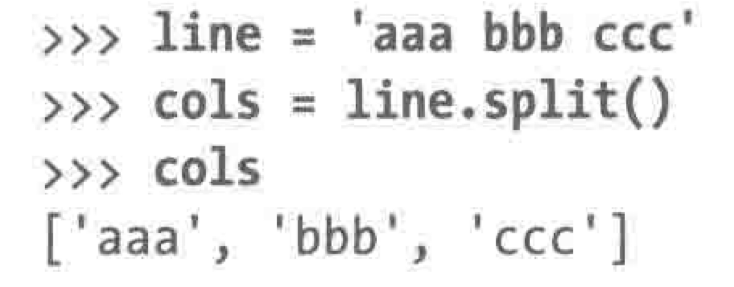 >>> line = 'aaa bbb ccc'
>>> cols = line.split()
>>> cols
['aaa', 'bbb', 'ccc']